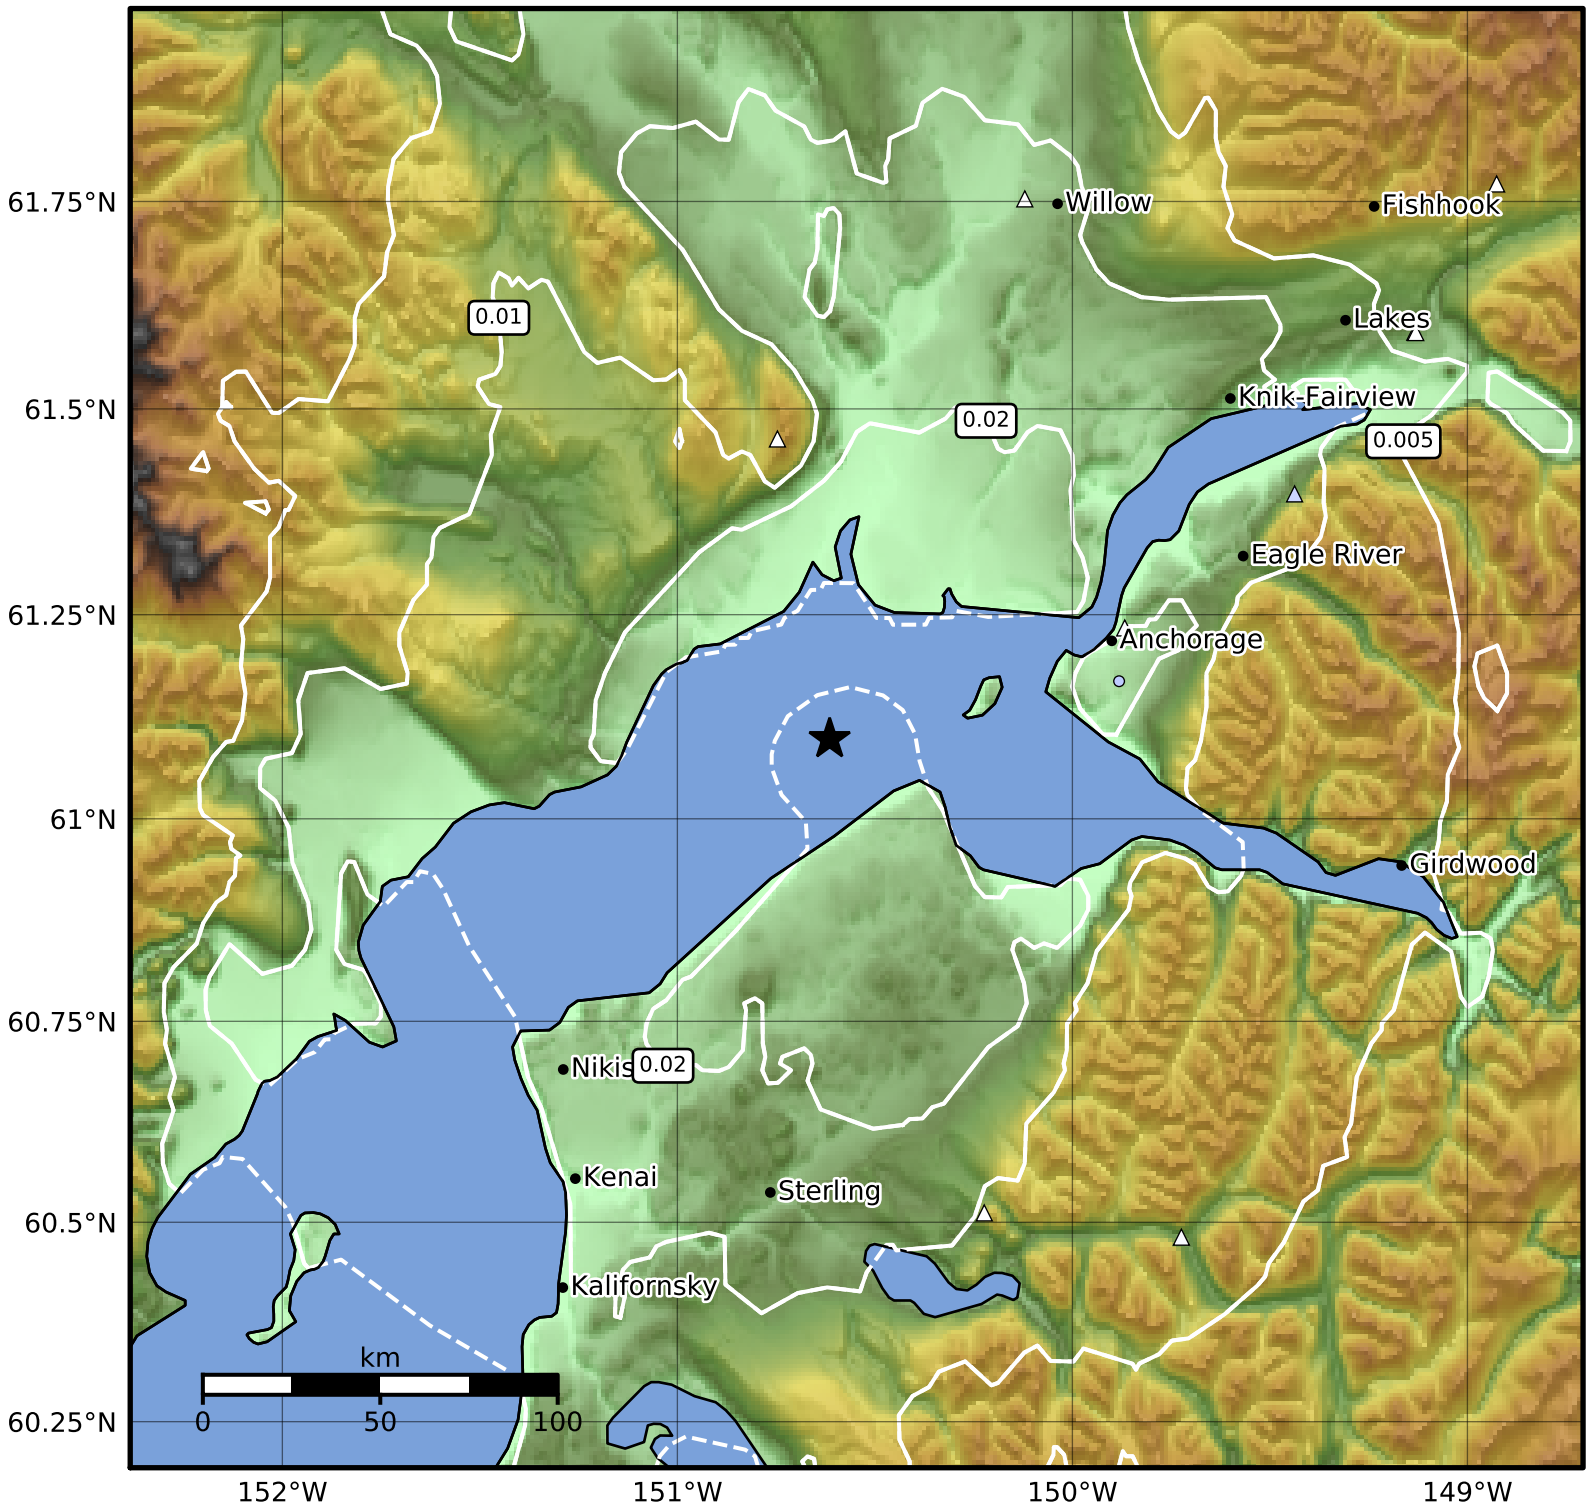 61.75°N
Willow
Fishhook
0.01
Lakes
61.5°N
Knik-Fairview
0.02
0.005
Eagle River
61.25°N
Anchorage
61°N
Girdwood
60.75°N
Nikis
0.02
Kenai
Sterling
60.5°N
Kalifornsky
km
0 50 100
60.25°N
152°W 151°W 150°W 149°W